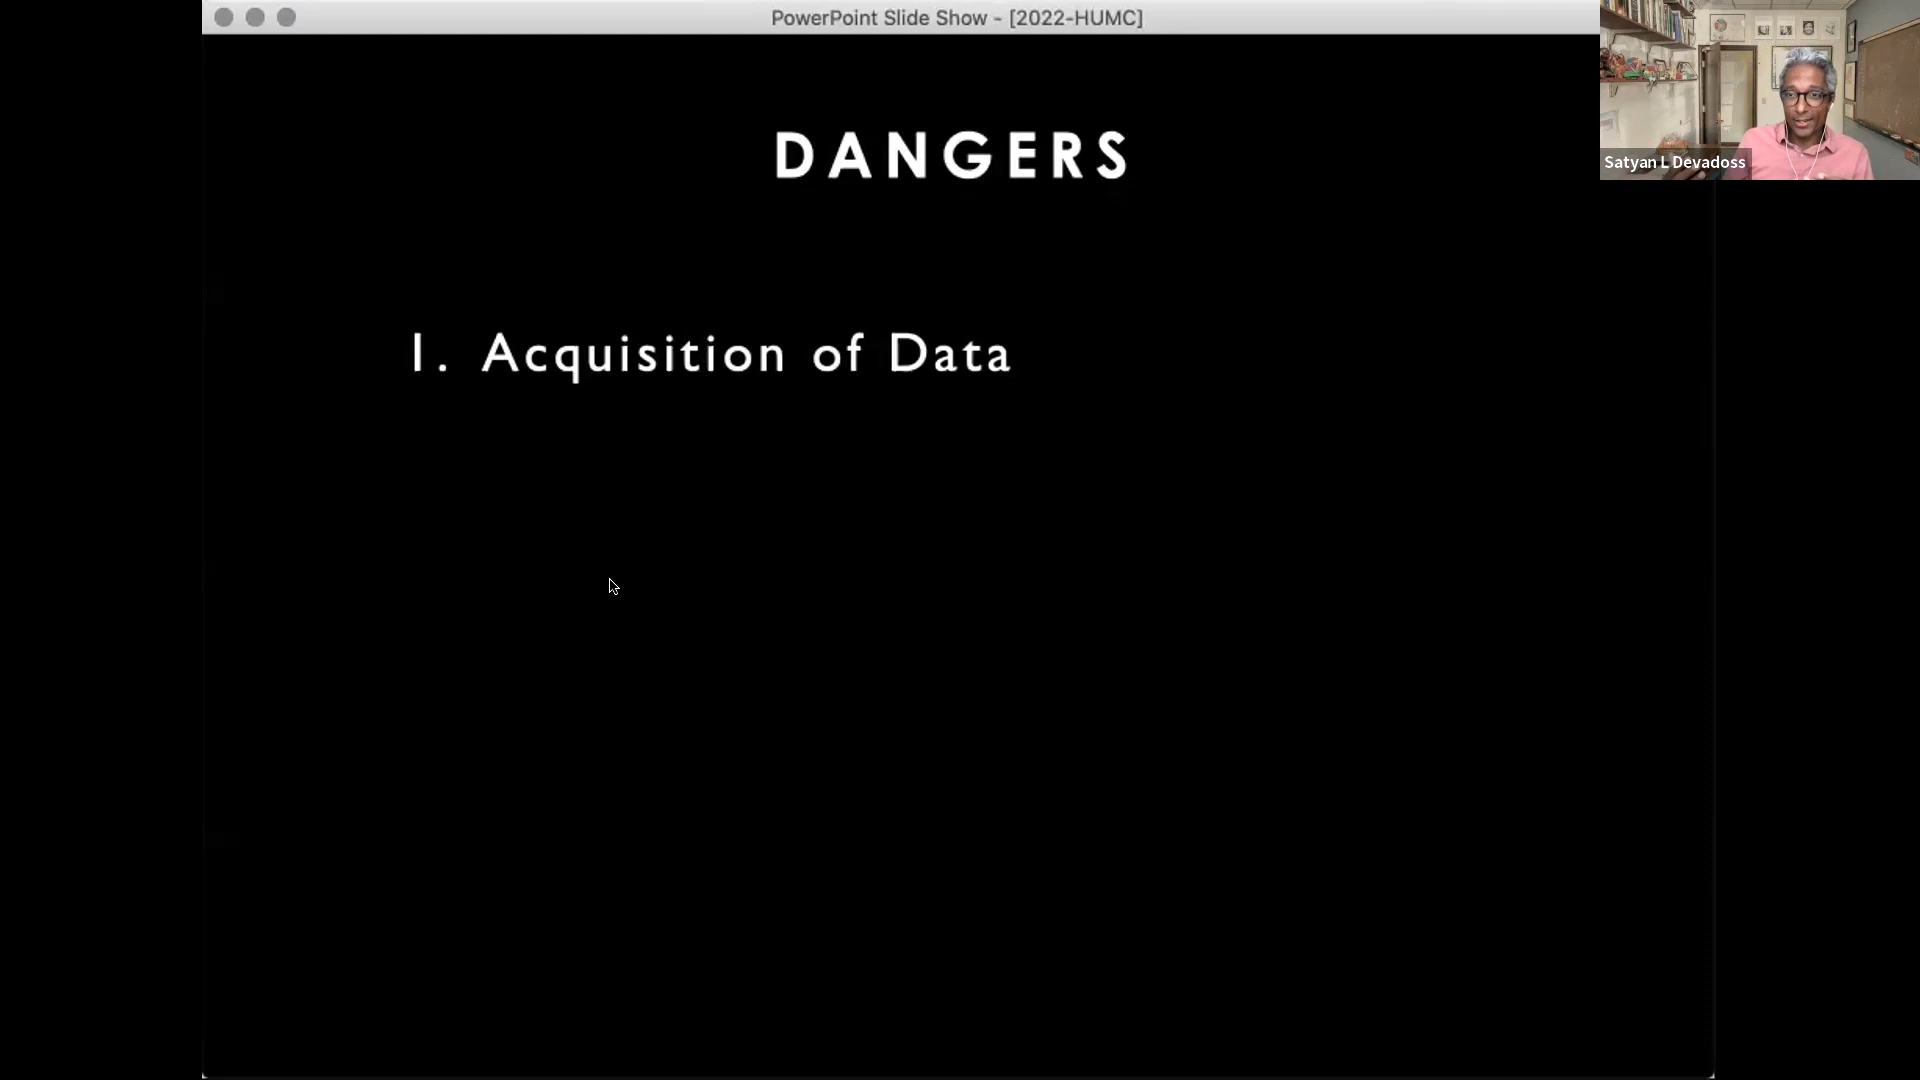 PowerPoint Slide Show - [2022-HUMC]
DANGERS
1. Acquisition of Data
Satyan L Devadoss